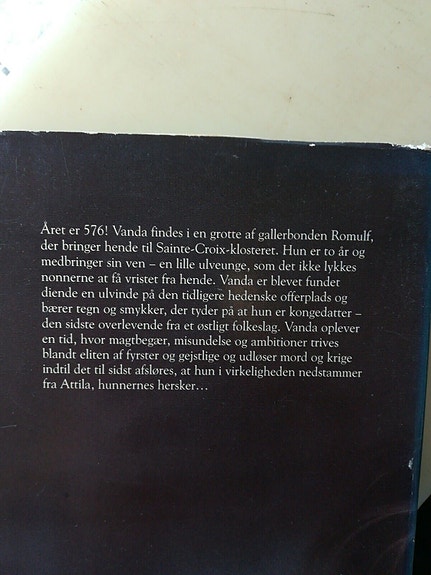 Året er 576! Vanda findes i en grotte af gallerbonden Romulf,
der bringer hende til Sainte-Croix-klosteret. Hun er to år og
medbringer sin ven – en lille ulveunge, som det ikke lykkes
nonnerne at få vristet fra hende. Vanda er blevet fundet
diende en ulvinde på den tidligere hedenske offerplads og
bærer tegn og smykker, der tyder på at hun er kongedatter –
den sidste overlevende fra et østligt folkeslag. Vanda oplever
en tid, hvor magtbegær, misundelse og ambitioner trives
blandt eliten af fyrster og gejstlige og udløser mord og krige
indtil det til sidst afsløres, at hun i virkeligheden nedstammer
fra Attila, hunnernes hersker…